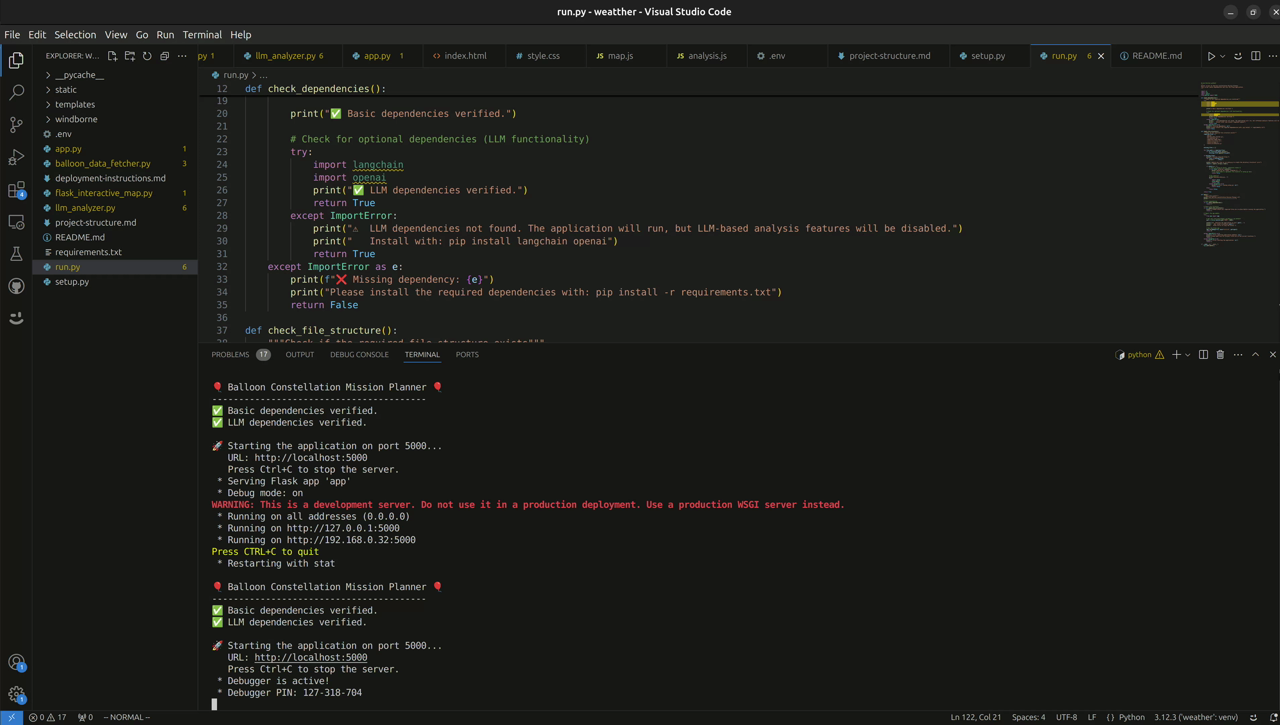 run.py - weatther - Visual Studio Code
File Edit Selection View Go Run Terminal Help
EXPLORER: W...
py 1 llm_analyzer.py 6 app.py 1 index.html style.css JS map.js JS analysis.js .env project-structure.md setup.py run.py 6 README.md
run.py > ...
__pycache__
static
templates
windborne
.env
app.py 1
balloon_data_fetcher.py 3
deployment-instructions.md
flask_interactive_map.py 1
llm_analyzer.py 6
project-structure.md
README.md
requirements.txt
run.py 6
setup.py
12 def check_dependencies():
19
20 print("✅ Basic dependencies verified.")
21
22 # Check for optional dependencies (LLM functionality)
23 try:
24 import langchain
25 import openai
26 print("✅ LLM dependencies verified.")
27 return True
28 except ImportError:
29 print("⚠ LLM dependencies not found. The application will run, but LLM-based analysis features will be disabled.")
30 print("   Install with: pip install langchain openai")
31 return True
32 except ImportError as e:
33 print(f"❌ Missing dependency: {e}")
34 print("Please install the required dependencies with: pip install -r requirements.txt")
35 return False
36
37 def check_file_structure():
38 """Check if the required file structure exists"""
PROBLEMS 17 OUTPUT DEBUG CONSOLE TERMINAL PORTS
python
🎈 Balloon Constellation Mission Planner 🎈
----------------------------------------
✅ Basic dependencies verified.
✅ LLM dependencies verified.
🚀 Starting the application on port 5000...
URL: http://localhost:5000
Press Ctrl+C to stop the server.
* Serving Flask app 'app'
* Debug mode: on
WARNING: This is a development server. Do not use it in a production deployment. Use a production WSGI server instead.
* Running on all addresses (0.0.0.0)
* Running on http://127.0.0.1:5000
* Running on http://192.168.0.32:5000
Press CTRL+C to quit
* Restarting with stat
🎈 Balloon Constellation Mission Planner 🎈
----------------------------------------
✅ Basic dependencies verified.
✅ LLM dependencies verified.
🚀 Starting the application on port 5000...
URL: http://localhost:5000
Press Ctrl+C to stop the server.
* Debugger is active!
* Debugger PIN: 127-318-704
4
1
1
0 17 0 -- NORMAL -- Ln 122, Col 21 Spaces: 4 UTF-8 LF {} Python 3.12.3 ('weather': venv)